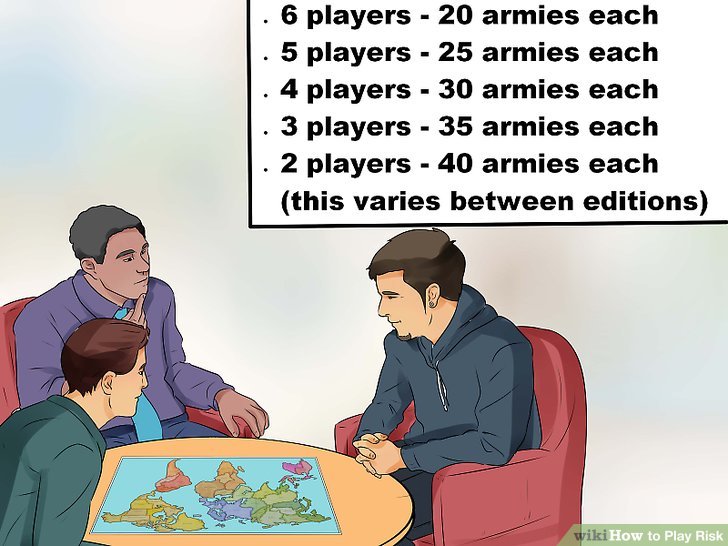 . 6 players - 20 armies each
. 5 players - 25 armies each
. 4 players - 30 armies each
. 3 players - 35 armies each
. 2 players - 40 armies each
(this varies between editions)
wikiHow to Play Risk